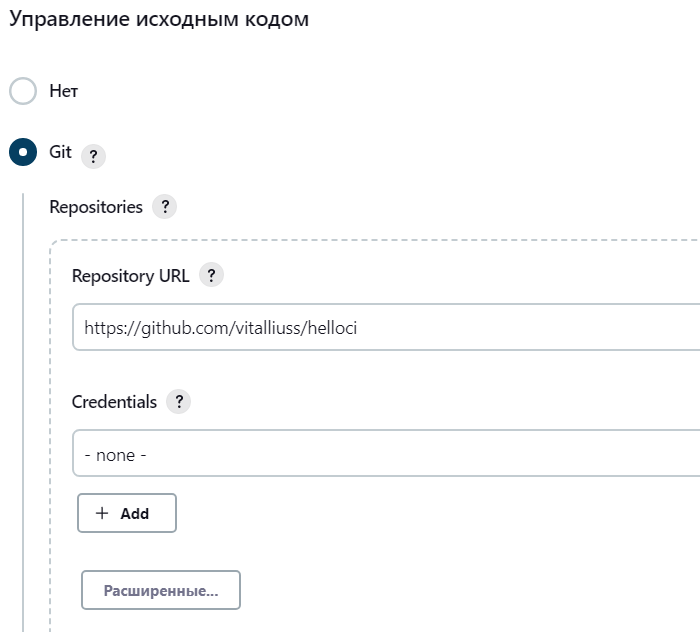 Управление исходным кодом
Нет
Git ?
Repositories ?
Repository URL ?
https://github.com/vitalliuss/helloci
Credentials ?
- none -
+ Add
Расширенные...